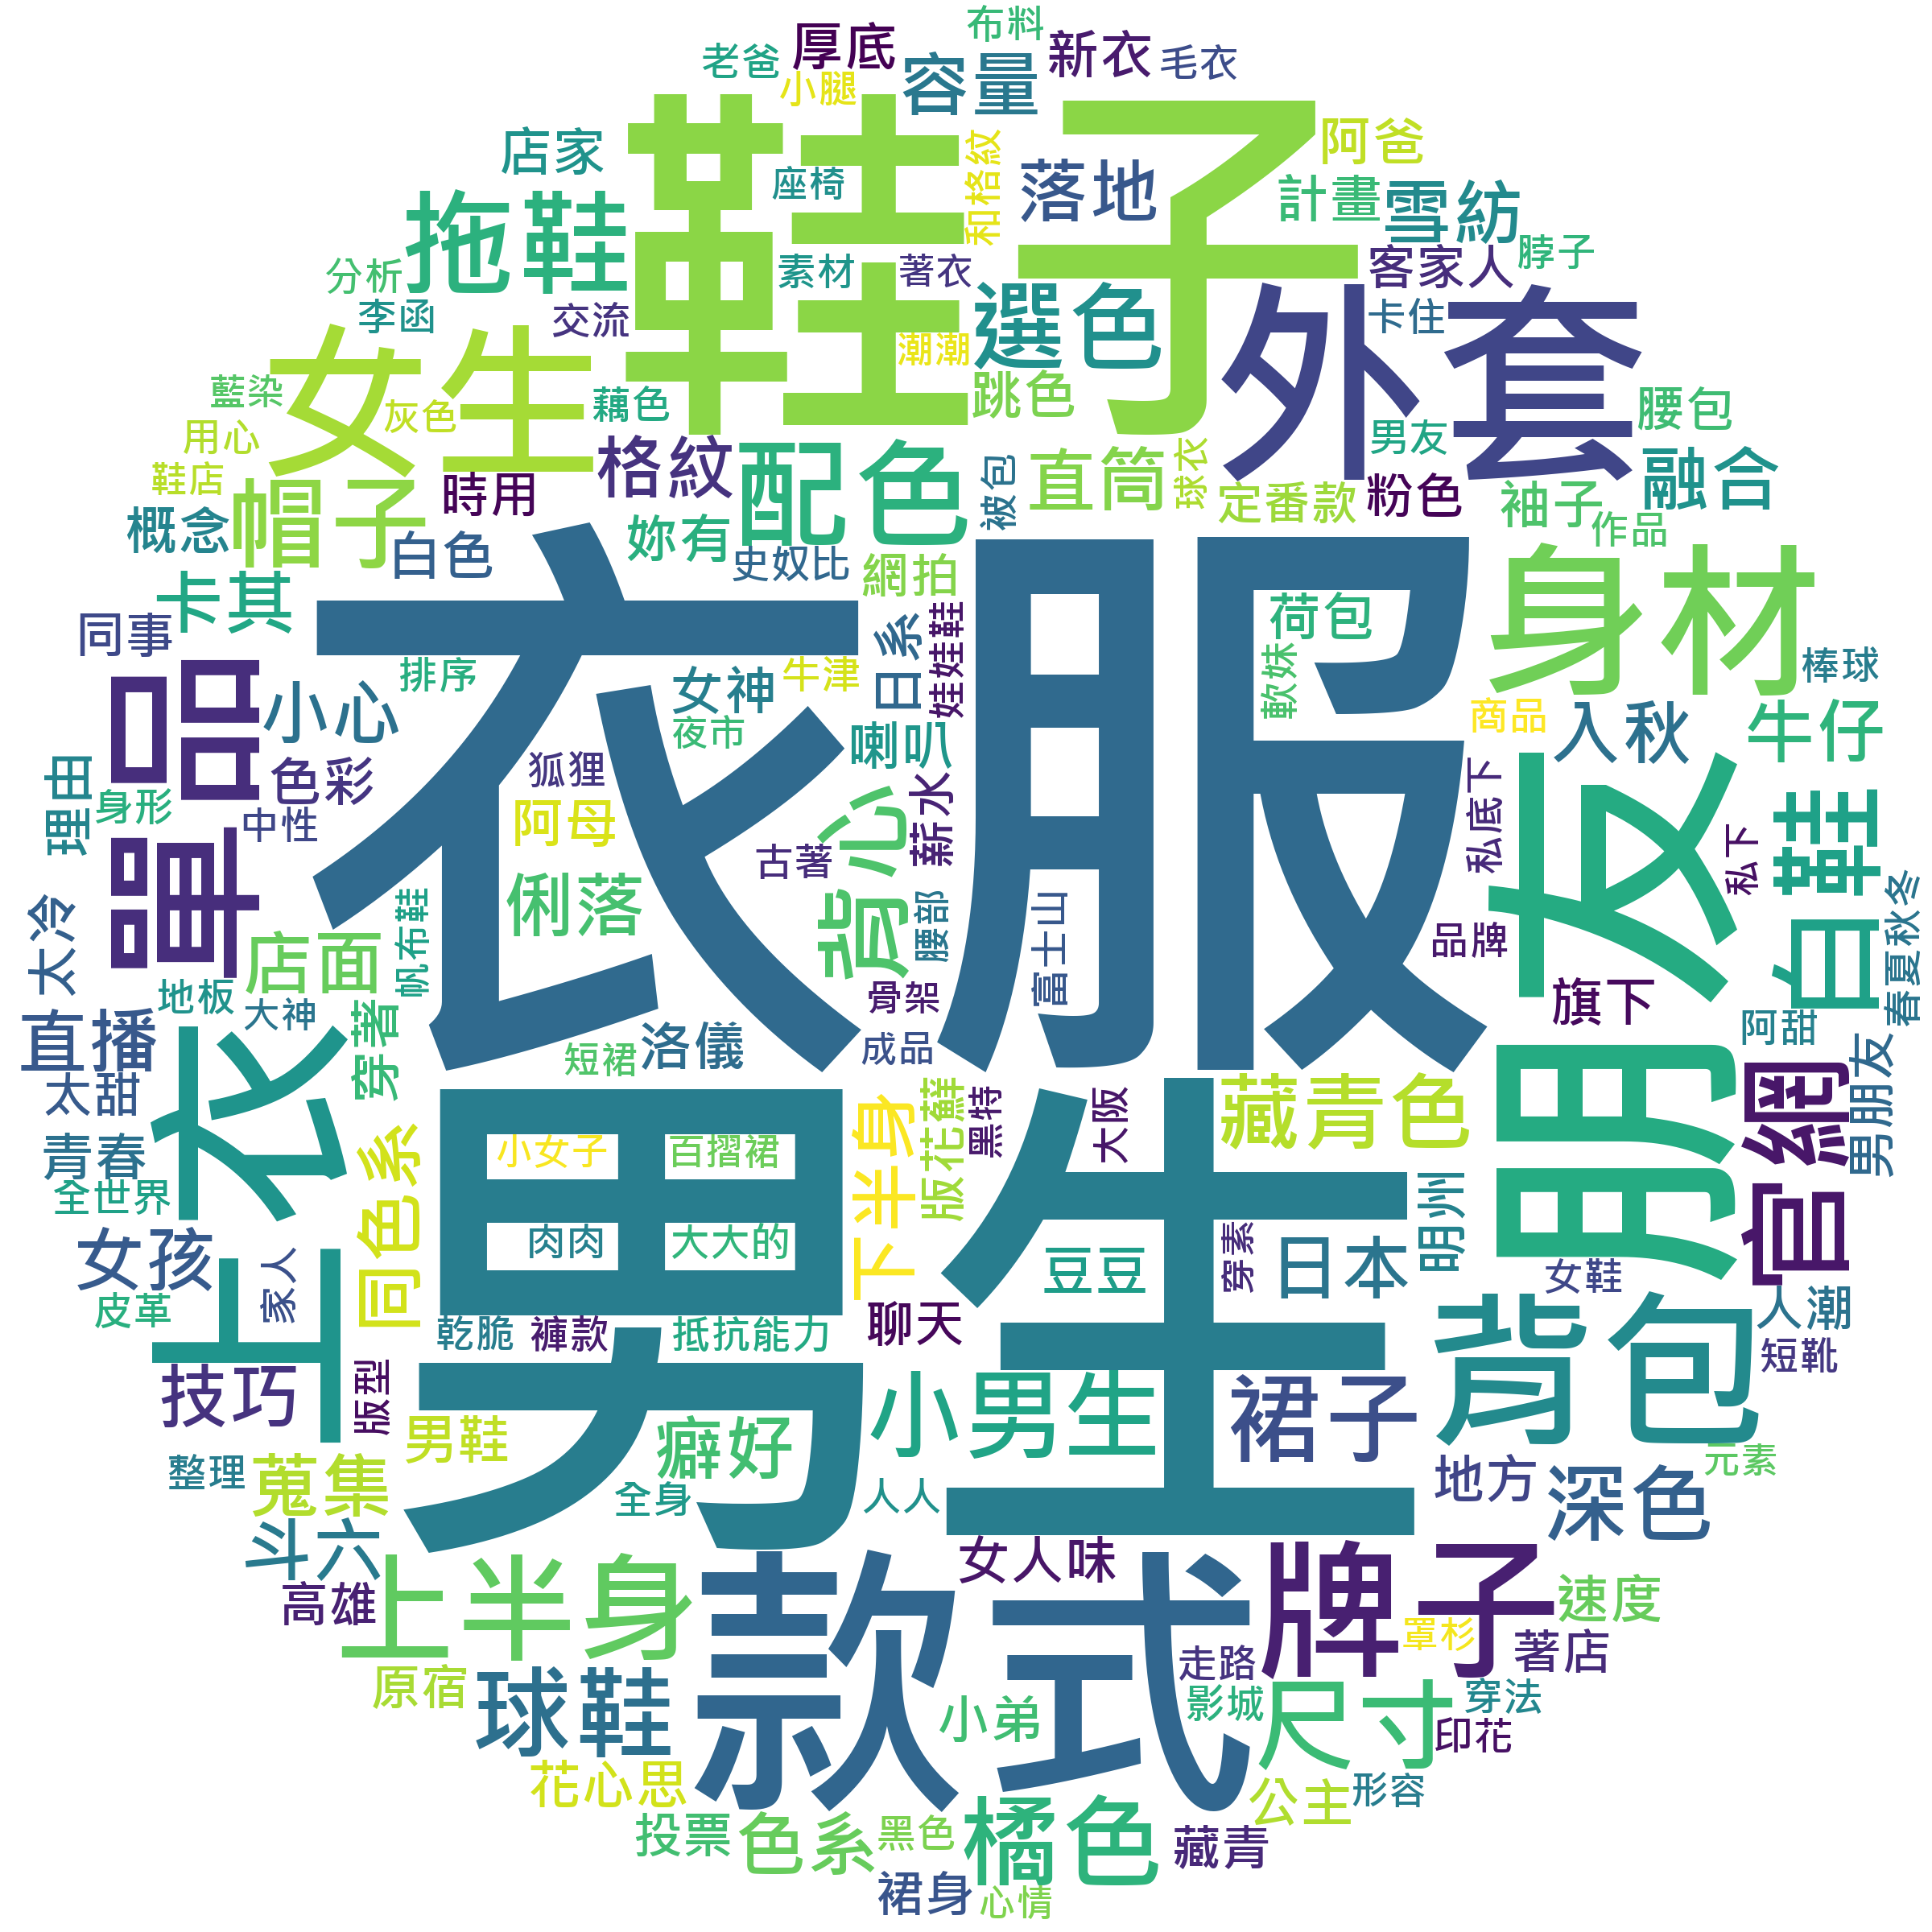 布料
老爸
厚底
新衣
毛衣
小腿
容量
鞋子
店家
阿爸
座椅
和格紋
落地
計畫
雪紡
拖鞋
分析
素材
著衣
客家人
脖子
李函
交流
選色
外套
卡住
女生
潮潮
藍染
灰色
藕色
跳色
腰包
用心
格紋
配色
直筒
男友
融合
鞋店
帽子
時用
被包
球衣
定番款
粉色
袖子
作品
概念
白色
妳有
史奴比
網拍
卡其
衣服
荷包
身材
同事
日系
娃娃鞋
軟妹
排序
女神
牛津
棒球
單品
小心
夜市
喇叭
商品
入秋
牛仔
色彩
狐狸
理由
身形
中性
阿母
背心
薪水
私底下
朋友
白鞋
古著
私下
俐落
太冷
帆布鞋
腰部
富士山
品牌
春夏秋冬
店面
地板
大神
骨架
旗下
直播
上衣
穿著
洛儀
短裙
成品
阿甜
官網
男朋友
太甜
男生
下半身
版花蘚
黑特
大阪
藏青色
青春
同色系
小女子
百摺裙
全世界
明州
女孩
家人
肉肉
大大的
豆豆
穿素
日本
女鞋
皮革
乾脆
褲款
抵抗能力
聊天
背包
人潮
短靴
技巧
版型
小男生
裙子
男鞋
癖好
元素
整理
蒐集
全身
人人
地方
深色
斗六
女人味
牌子
高雄
上半身
款式
速度
罩衫
著店
原宿
球鞋
走路
小弟
影城
尺寸
穿法
印花
花心思
公主
形容
投票
色系
黑色
橘色
藏青
裙身
心情